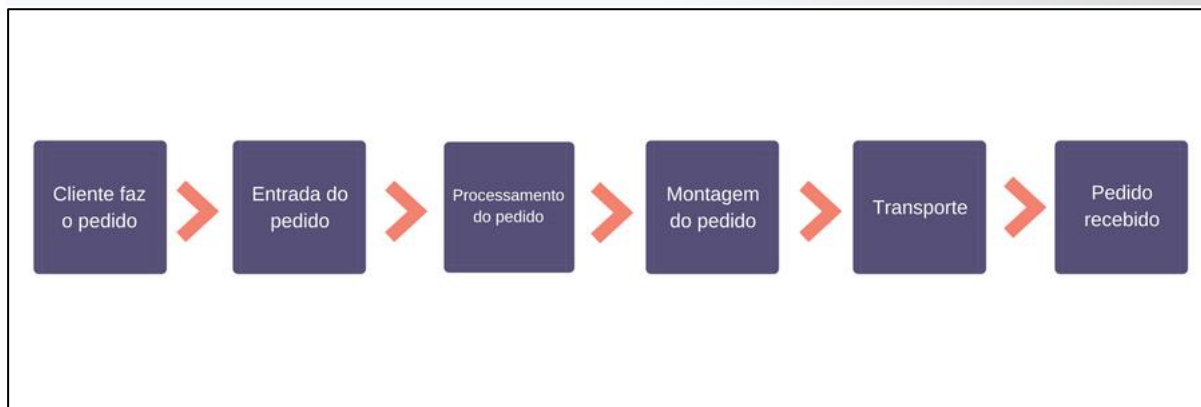 Cliente faz
o pedido
Entrada do
pedido
Processamento
do pedido
Montagem
do pedido
Transporte
Pedido
recebido